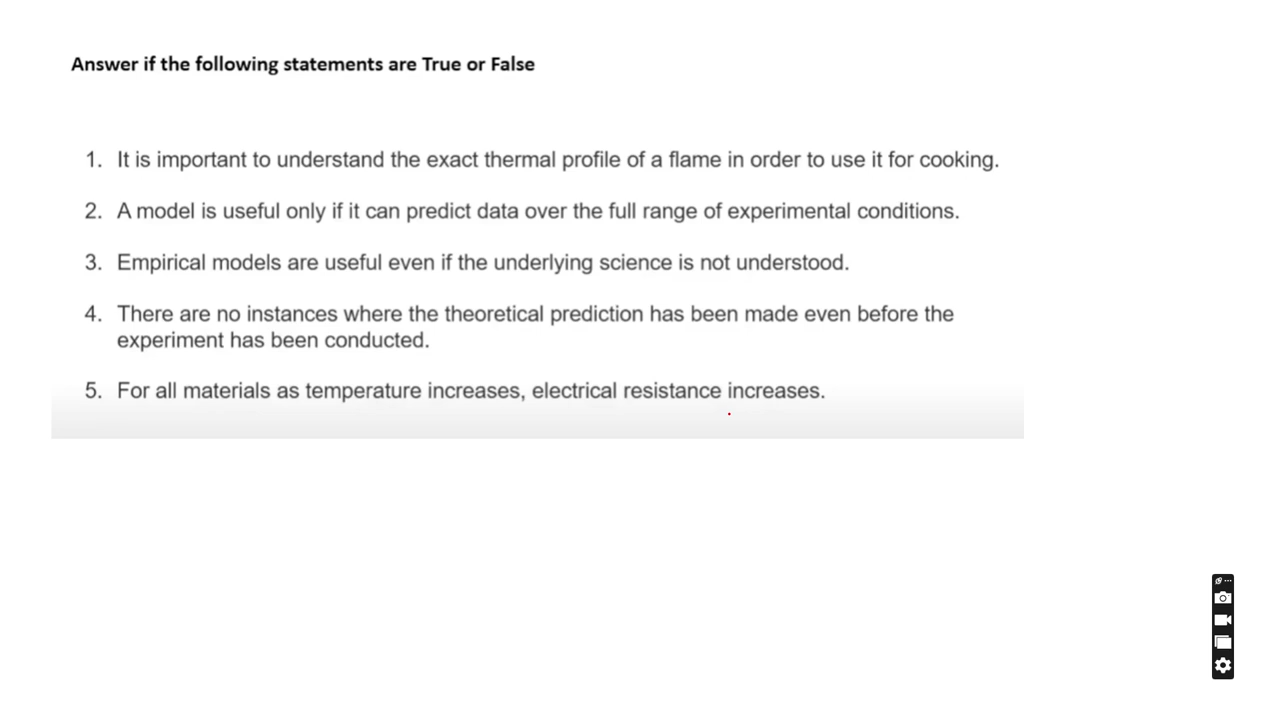 Answer if the following statements are True or False
1. It is important to understand the exact thermal profile of a flame in order to use it for cooking.
2. A model is useful only if it can predict data over the full range of experimental conditions.
3. Empirical models are useful even if the underlying science is not understood.
4. There are no instances where the theoretical prediction has been made even before the
experiment has been conducted.
5. For all materials as temperature increases, electrical resistance increases.